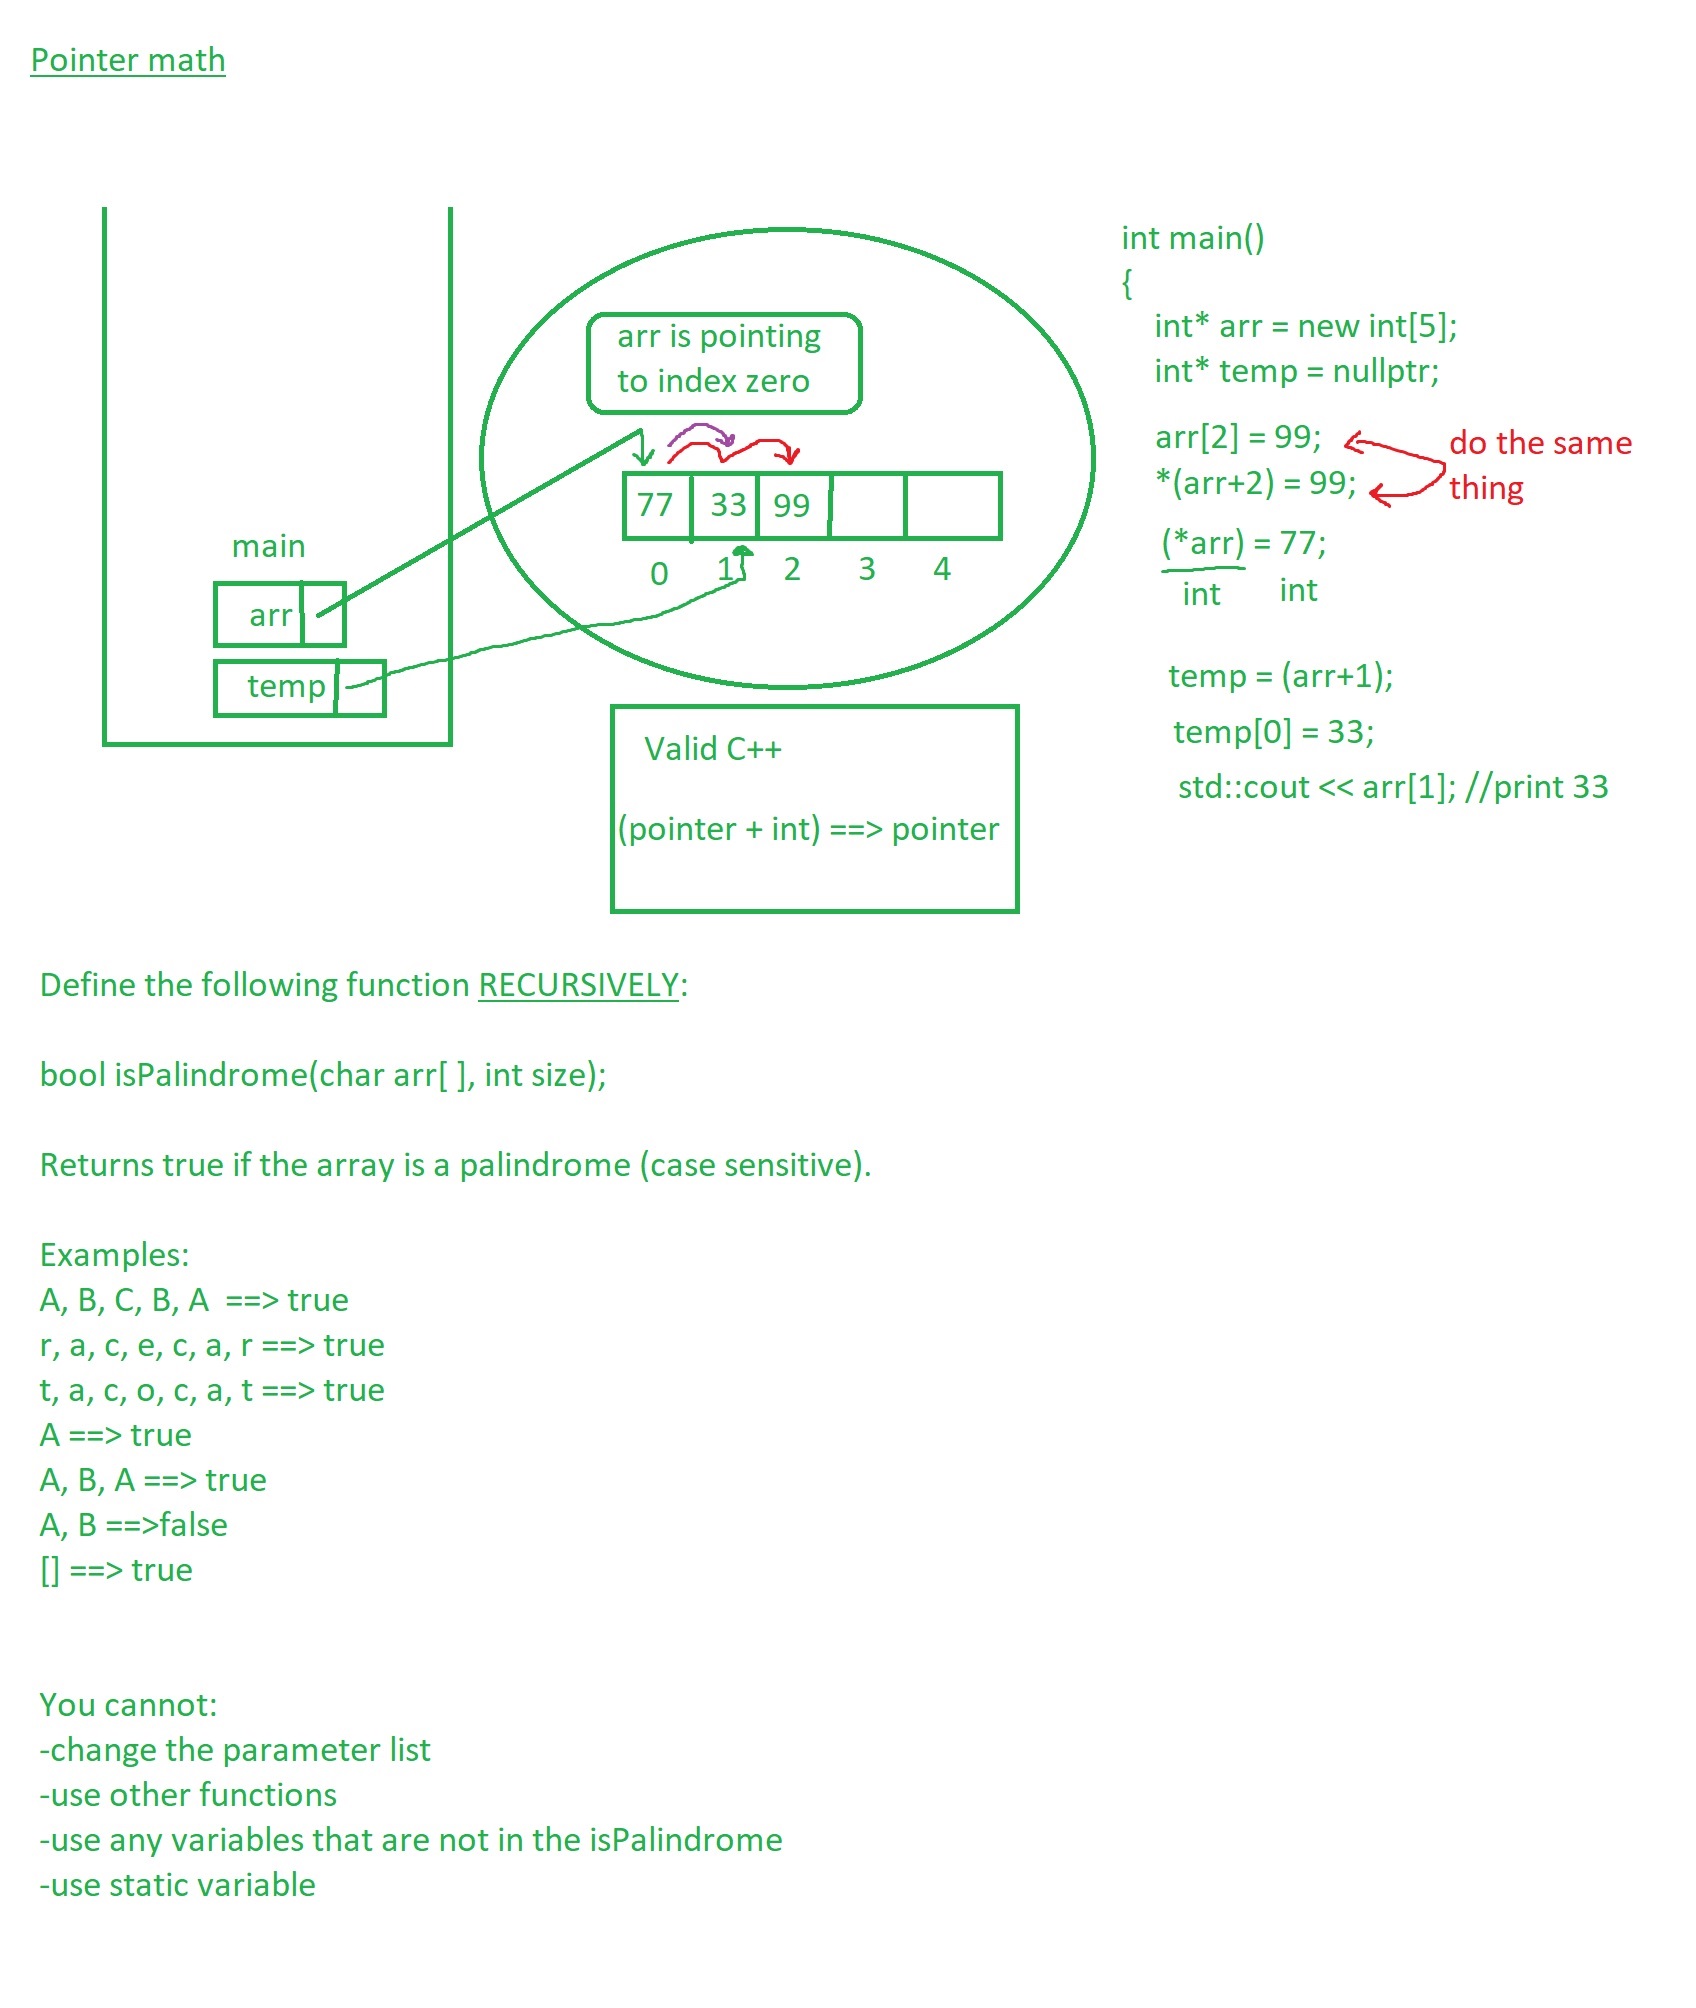 Pointer math
int main()
{
int* arr = new int[5];
int* temp = nullptr;
arr[2] = 99;
*(arr+2) = 99;
do the same
thing
(*arr) = 77;
int int
temp = (arr+1);
temp[0] = 33;
std::cout << arr[1]; //print 33
arr is pointing
to index zero
77 33 99
0 1 2 3 4
main
arr
temp
Valid C++
(pointer + int) ==> pointer
Define the following function RECURSIVELY:
bool isPalindrome(char arr[ ], int size);
Returns true if the array is a palindrome (case sensitive).
Examples:
A, B, C, B, A  ==> true
r, a, c, e, c, a, r ==> true
t, a, c, o, c, a, t ==> true
A ==> true
A, B, A ==> true
A, B ==>false
[] ==> true
You cannot:
-change the parameter list
-use other functions
-use any variables that are not in the isPalindrome
-use static variable